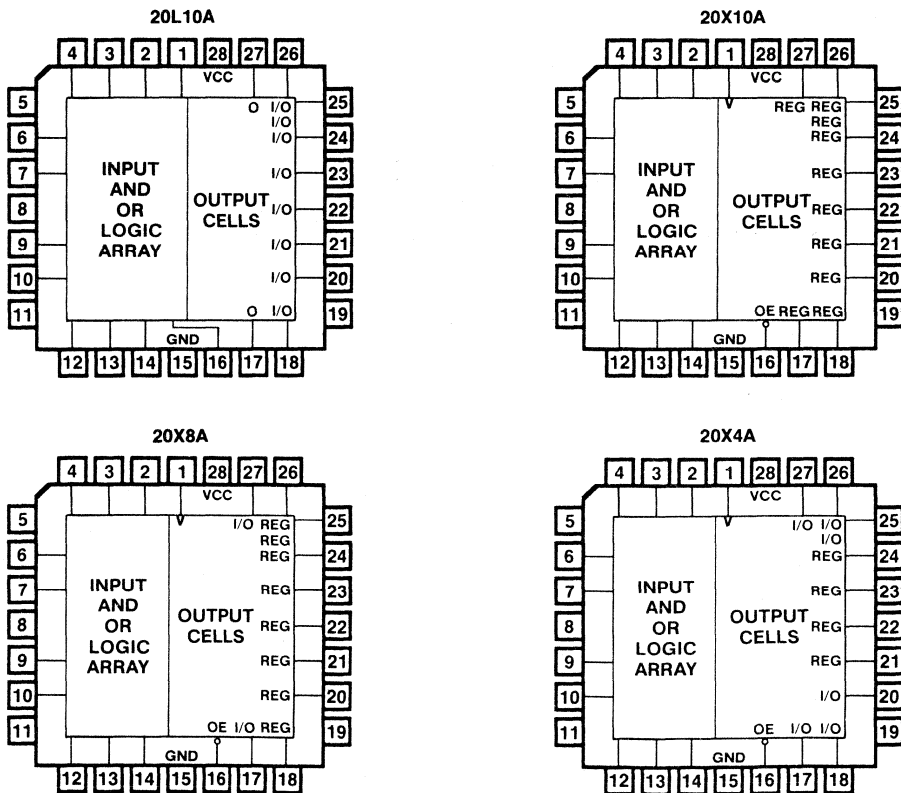 20L10A
4 3 2 1 28 27 26
VCC
5 O I/O 25
I/O
6 I/O 24
7 INPUT AND OR LOGIC ARRAY I/O 23
8 OUTPUT CELLS I/O 22
9 I/O 21
10 I/O 20
11 O I/O 19
GND
12 13 14 15 16 17 18
20X10A
4 3 2 1 28 27 26
VCC
5 REG REG 25
REG
6 REG 24
7 INPUT AND OR LOGIC ARRAY REG 23
8 OUTPUT CELLS REG 22
9 REG 21
10 REG 20
11 OE REG REG 19
GND
12 13 14 15 16 17 18
20X8A
4 3 2 1 28 27 26
VCC
5 I/O REG 25
REG
6 REG 24
7 INPUT AND OR LOGIC ARRAY REG 23
8 OUTPUT CELLS REG 22
9 REG 21
10 REG 20
11 OE I/O REG 19
GND
12 13 14 15 16 17 18
20X4A
4 3 2 1 28 27 26
VCC
5 I/O I/O 25
I/O
6 REG 24
7 INPUT AND OR LOGIC ARRAY REG 23
8 OUTPUT CELLS REG 22
9 REG 21
10 I/O 20
11 OE I/O I/O 19
GND
12 13 14 15 16 17 18